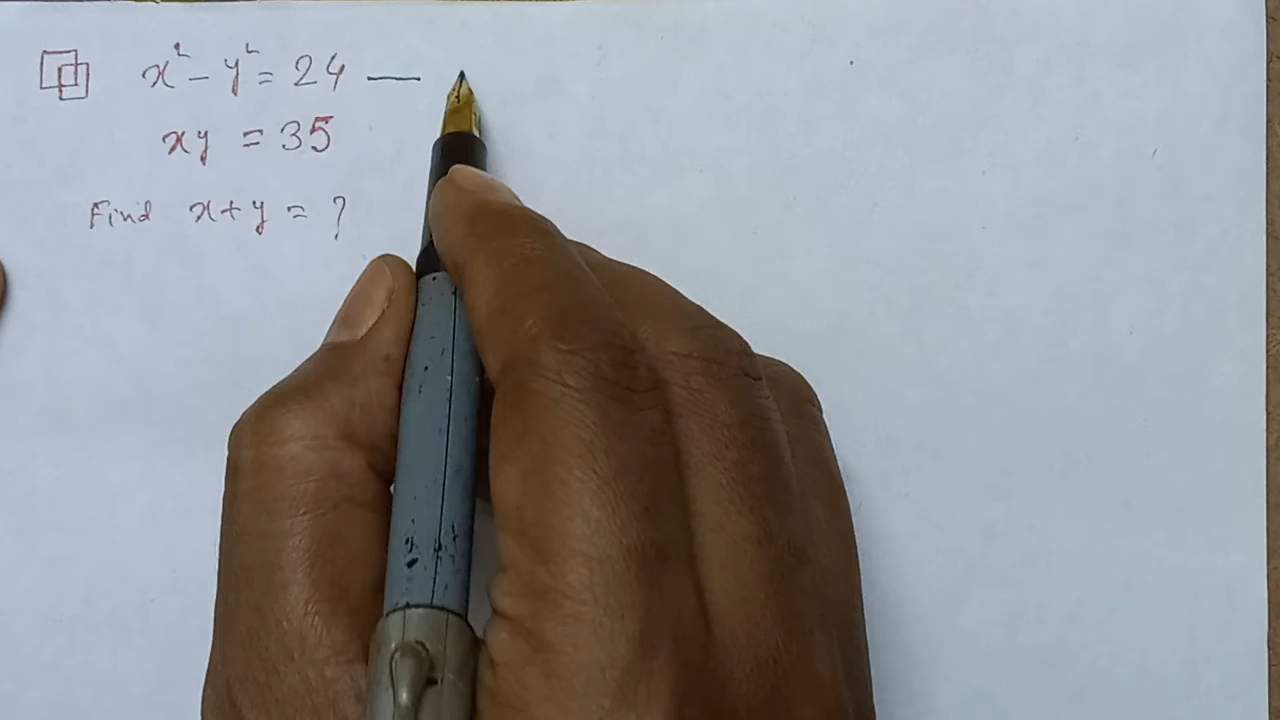 x² - y² = 24 —
xy = 35
Find x+y = ?